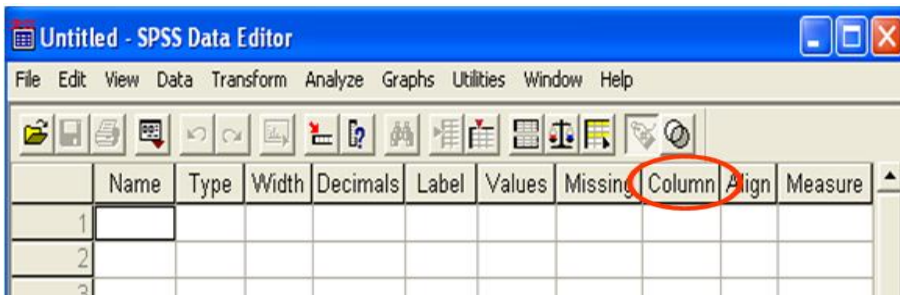 Untitled - SPSS Data Editor
File Edit View Data Transform Analyze Graphs Utilities Window Help
Name Type Width Decimals Label Values Missing Column Align Measure
1
2
3